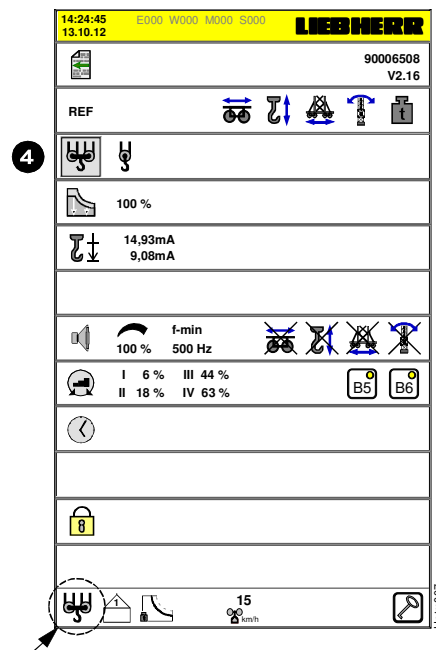 14:24:45 E000 W000 M000 S000 LIEBHERR
13.10.12
90006508
V2.16
REF t
4
100 %
14,93mA
9,08mA
f-min
100 % 500 Hz
I 6 % III 44 %
II 18 % IV 63 %
B5 B6
8
1 15
km/h